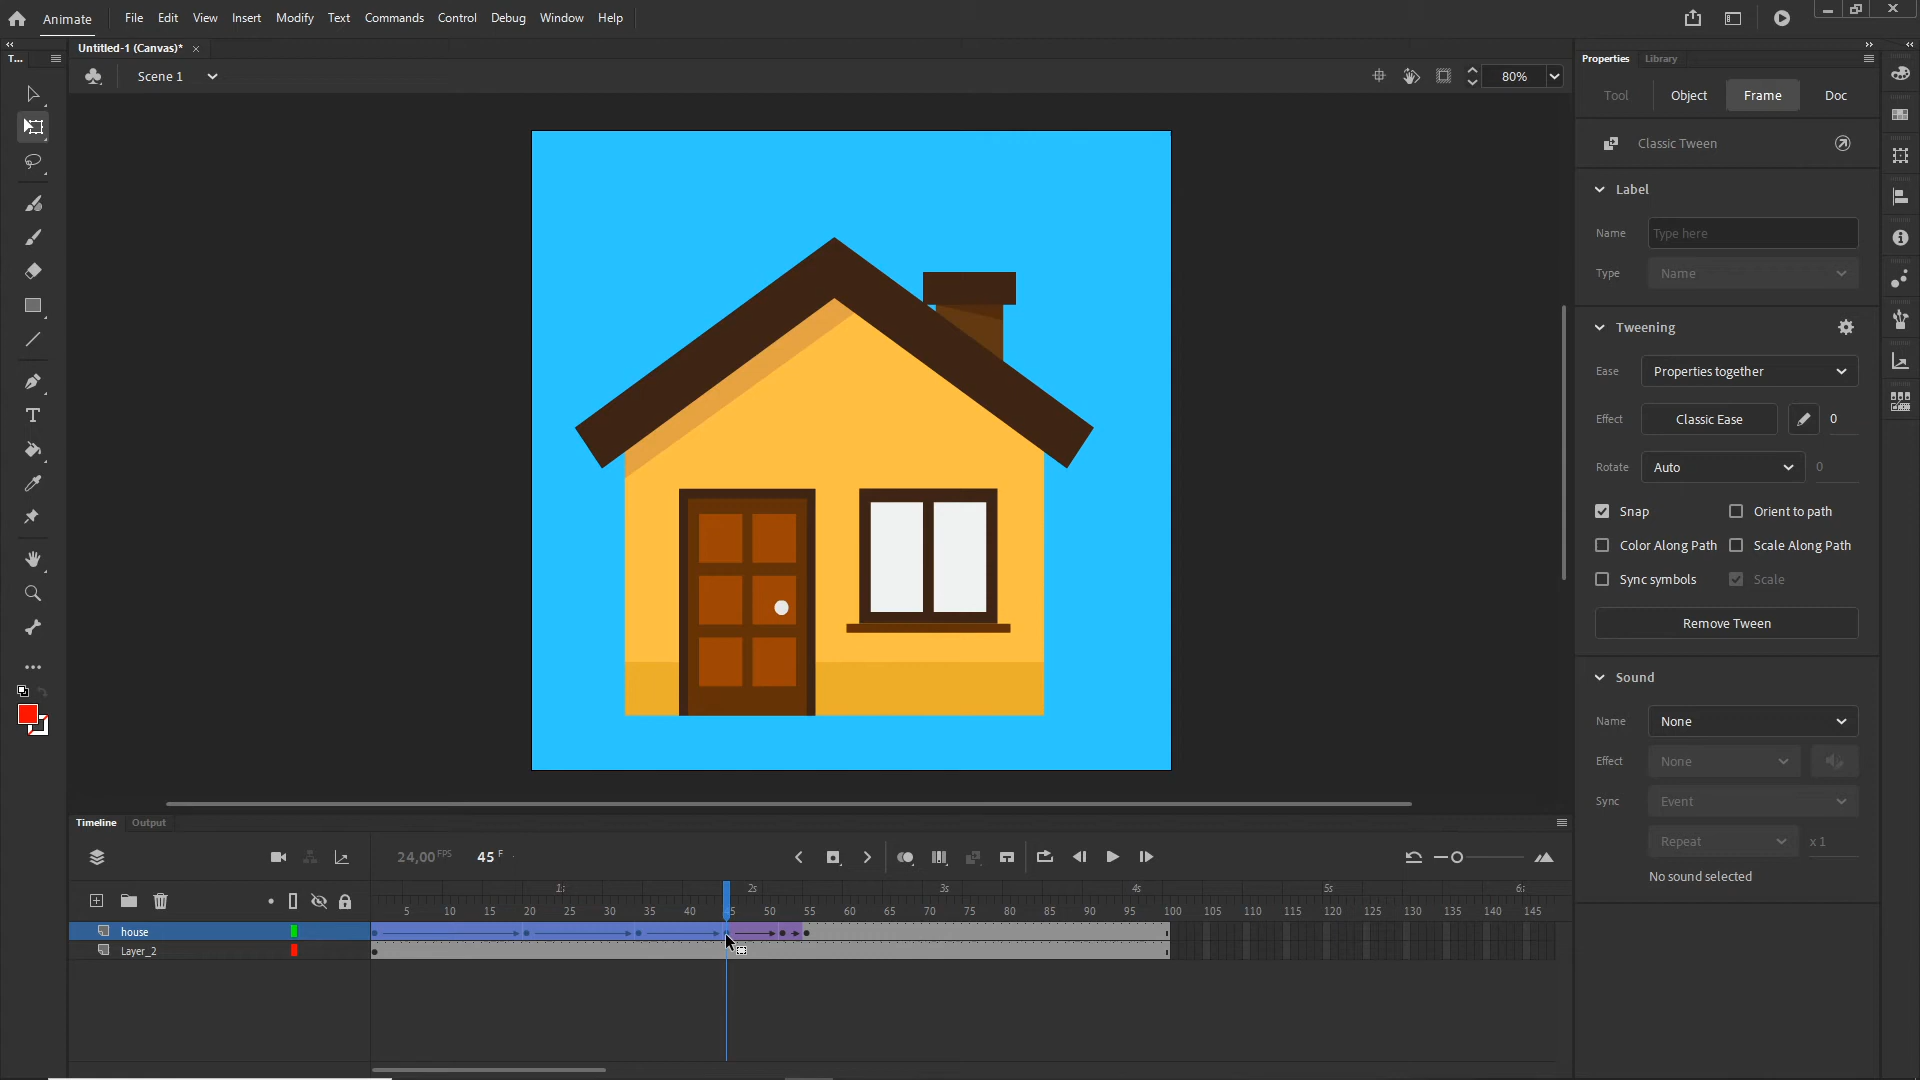 Animate File Edit View Insert Modify Text Commands Control Debug Window Help
Untitled-1 (Canvas)*
T...
Scene 1
80%
Properties Library
Tool Object Frame Doc
Classic Tween
Label
Name Type here
Type Name
Tweening
Ease Properties together
Effect Classic Ease 0
Rotate Auto 0
Snap Orient to path
Color Along Path Scale Along Path
Sync symbols Scale
Remove Tween
Sound
Name None
Effect None
Sync Event
Repeat x 1
No sound selected
T
Timeline Output
24,00 FPS 45 F
2s 3s 4s 5s
5 10 15 20 25 30 35 40 50 55 60 65 70 75 80 85 90 95 100 105 110 115 120 125 130 135 140 145
house
Layer_2